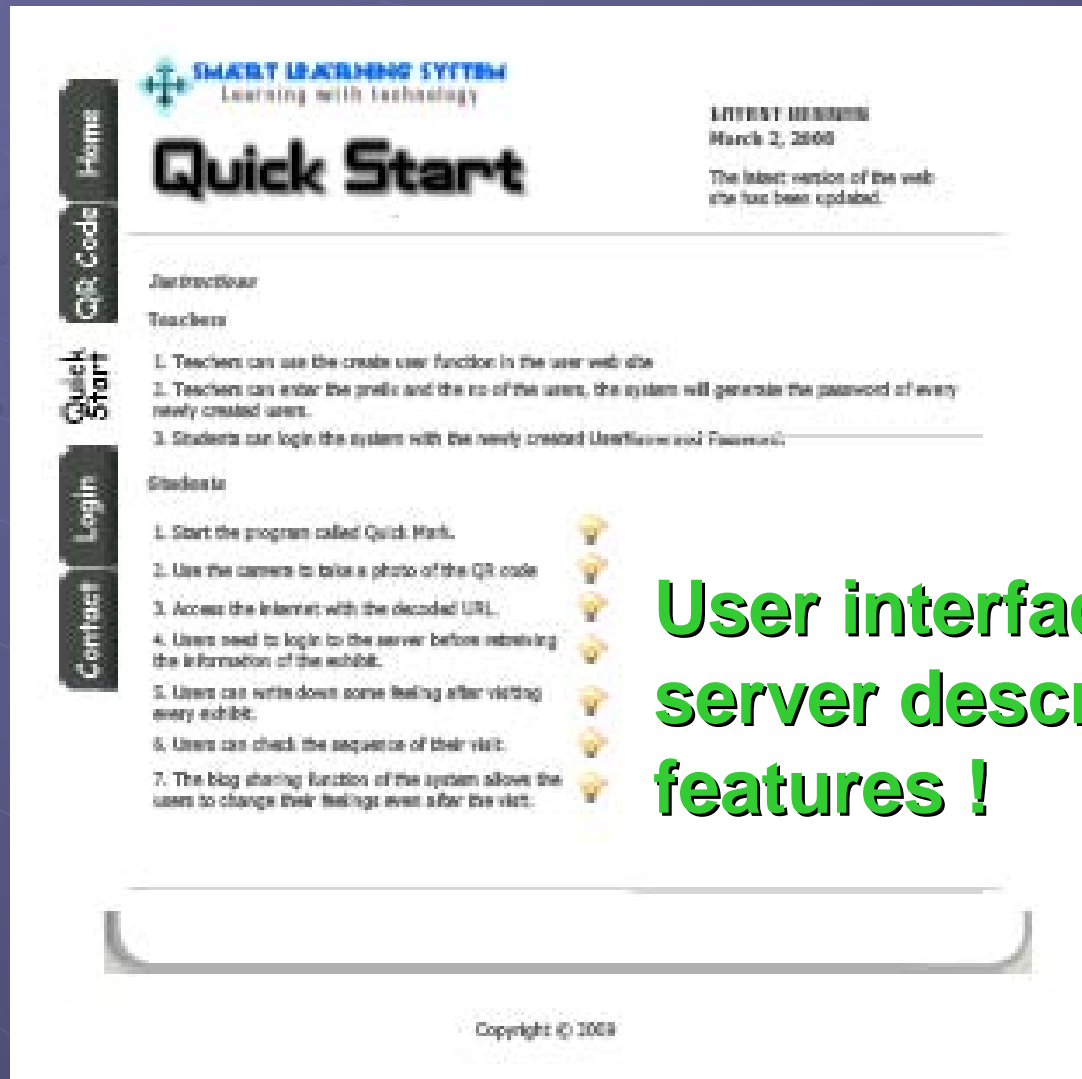 SMART LEARNING SYSTEM
Learning with technology
Quick Start
LATEST VERSION
March 2,
The latest version of the web
site has been updated.
Home
QR Code
Quick
Start
Login
Contact
Instructions
Teachers
1. Teachers can use the create user function in the user web site
2. Teachers can enter the prefix and the no of the users, the system will generate the password of every
newly created users.
3. Students can login the system with the newly created UserName and Password.
Students
1. Start the program called Quick Mark.
2. Use the camera to take a photo of the QR code
3. Access the internet with the decoded URL.
4. Users need to login to the server before retreiving
the information of the exhibit.
5. Users can write down some feeling after visiting
every exhibit.
6. Users can check the sequence of their visit.
7. The blog sharing function of the system allows the
users to change their feelings even after the visit.
User interfac
server descr
features !
Copyright ©